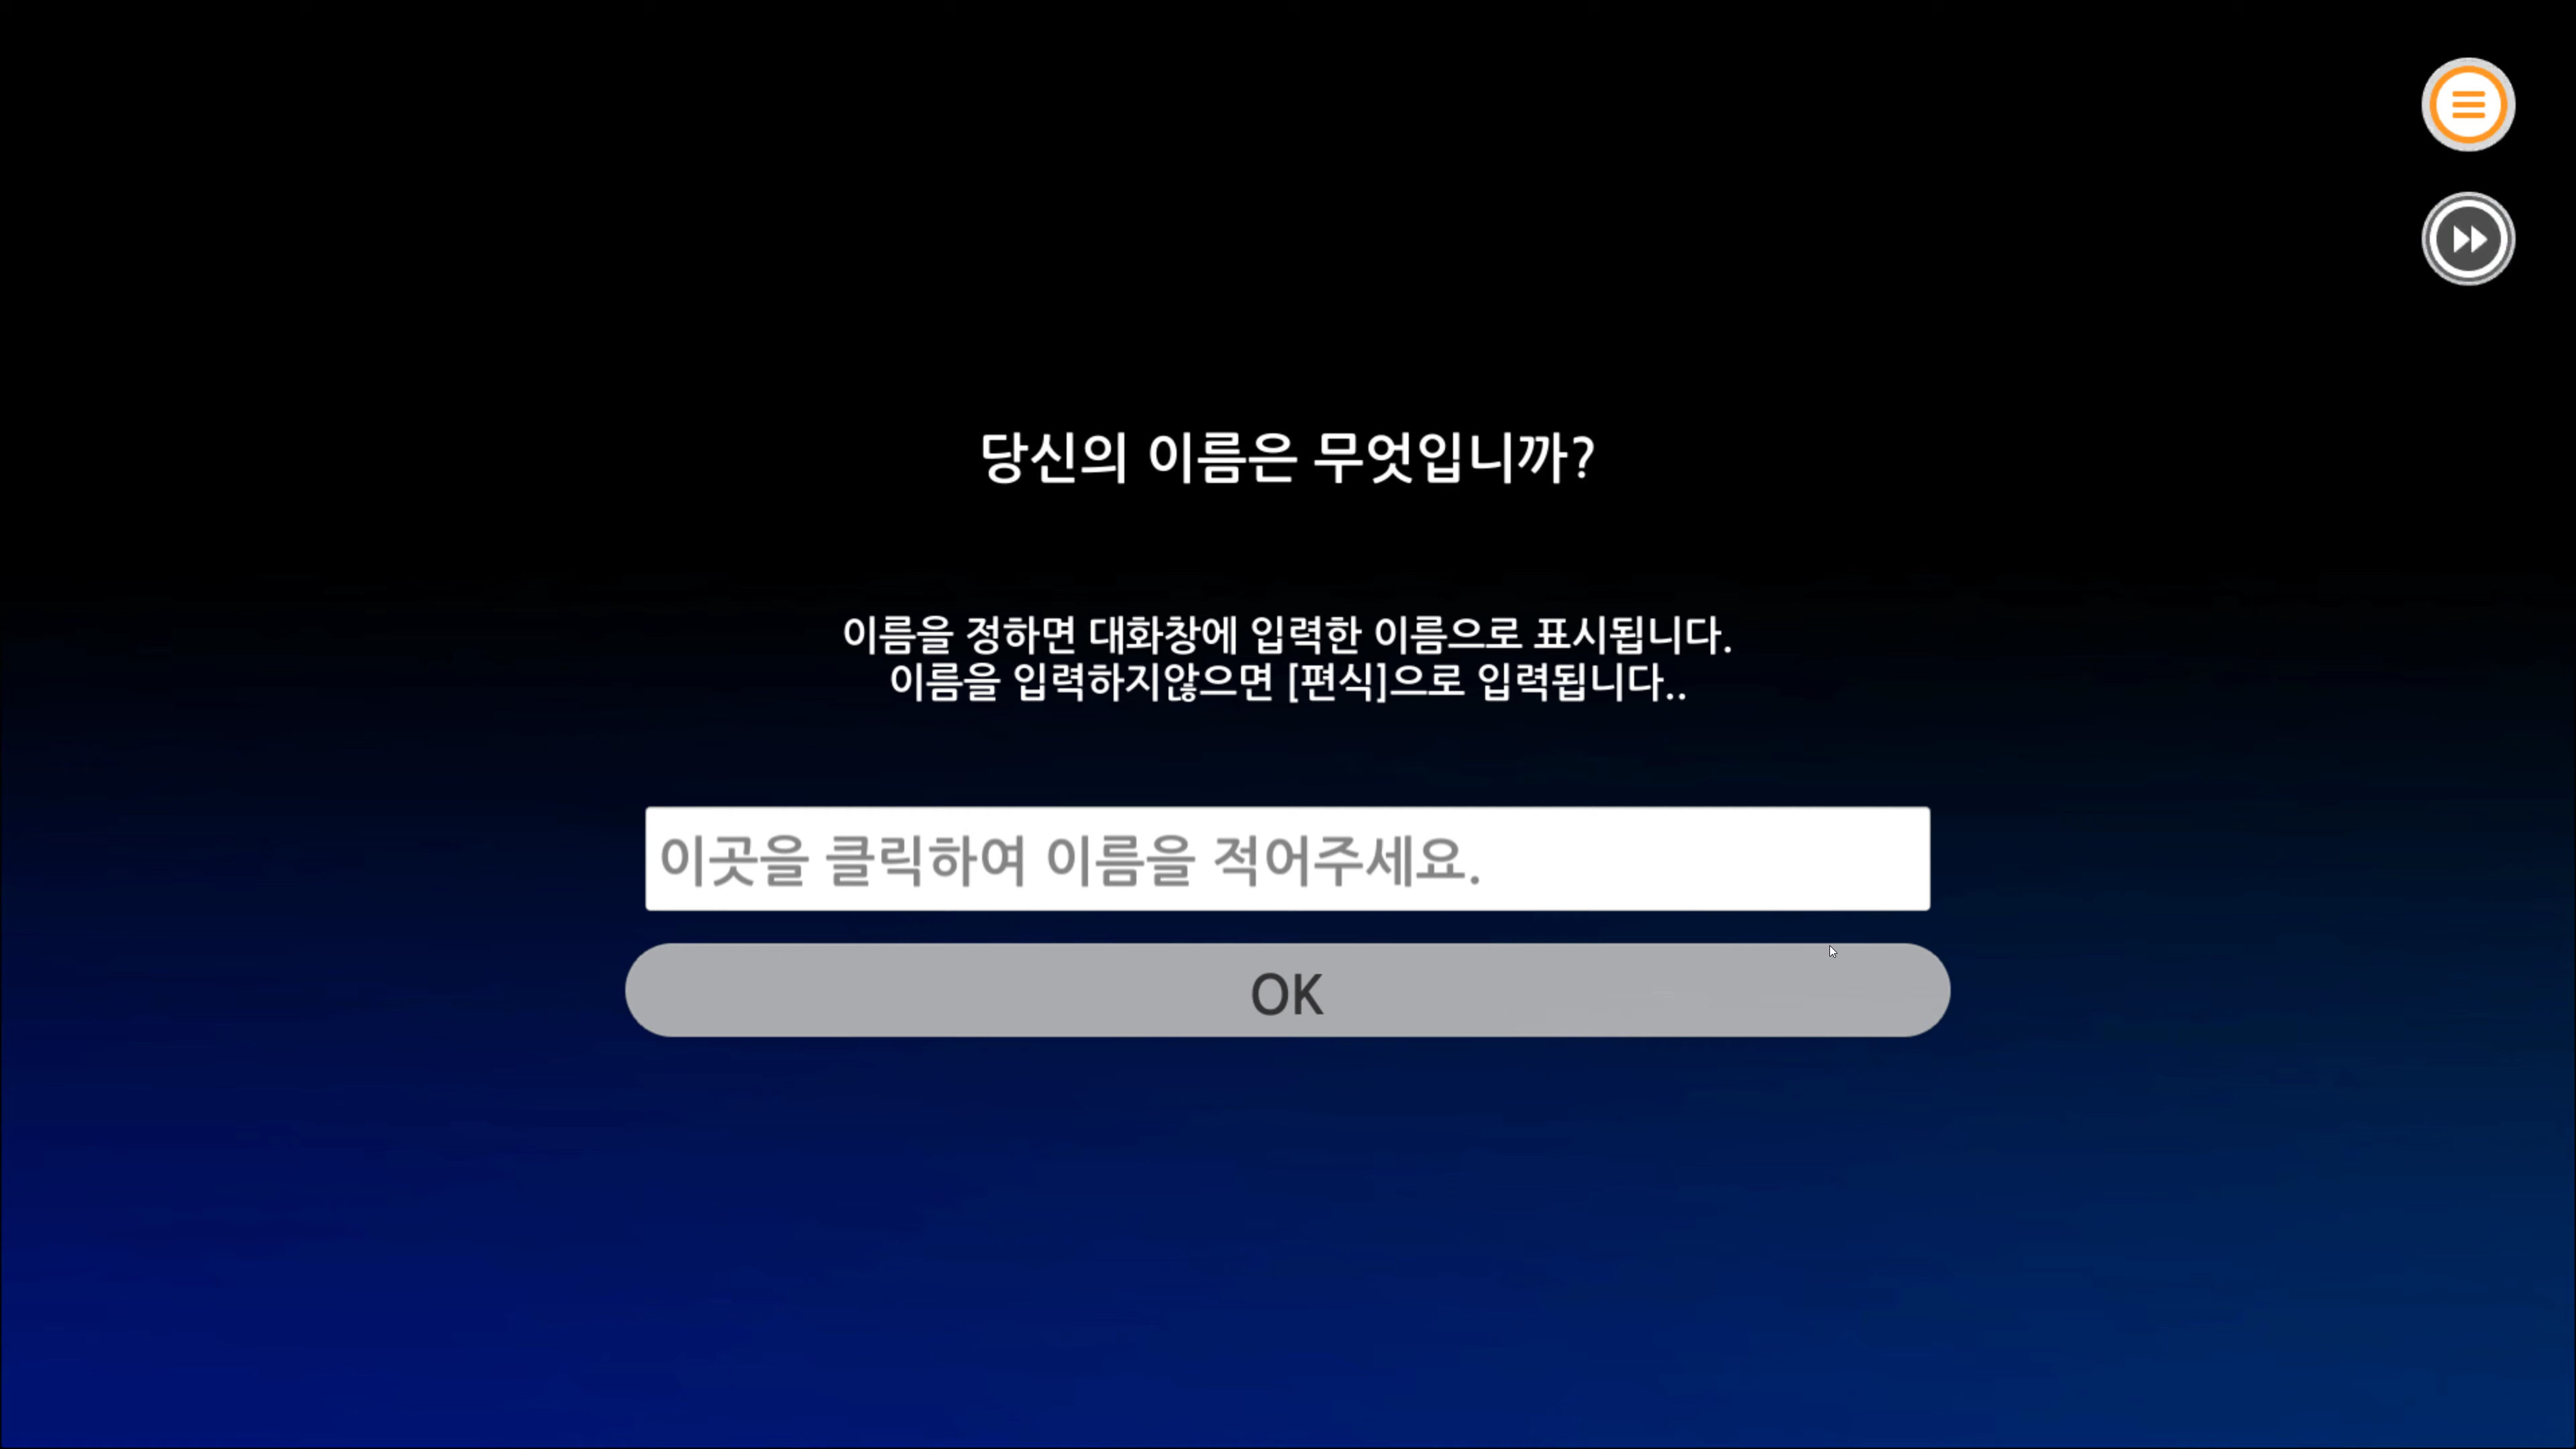 당신의 이름은 무엇입니까?
이름을 정하면 대화창에 입력한 이름으로 표시됩니다.
이름을 입력하지않으면 [편식]으로 입력됩니다..
이곳을 클릭하여 이름을 적어주세요.
OK